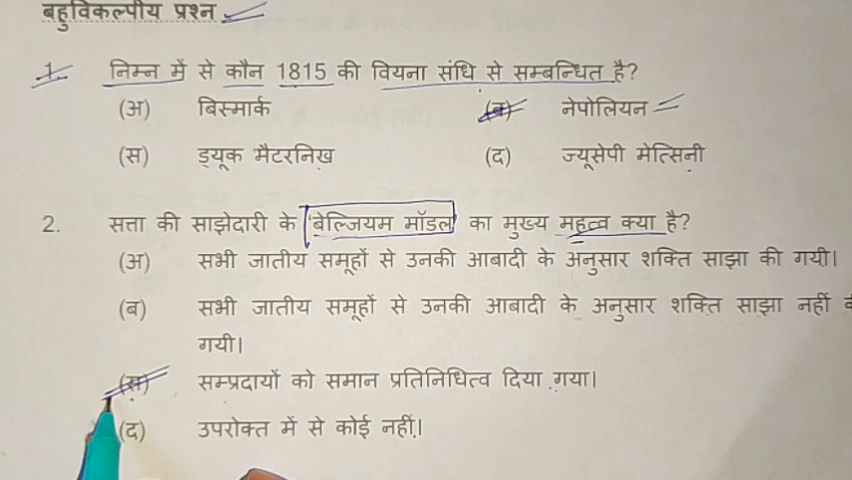 बहुविकल्पीय प्रश्न
1. निम्न में से कौन 1815 की वियना संधि से सम्बन्धित है?
(अ) बिस्मार्क (ब) नेपोलियन
(स) ड्यूक मैटरनिख़ (द) ज्यूसेपी मेत्सिनी
2. सत्ता की साझेदारी के 'बेल्जियम मॉडल' का मुख्य महत्व क्या है?
(अ) सभी जातीय समूहों से उनकी आबादी के अनुसार शक्ति साझा की गयी।
(ब) सभी जातीय समूहों से उनकी आबादी के अनुसार शक्ति साझा नहीं
गयी।
(स) सम्प्रदायों को समान प्रतिनिधित्व दिया गया।
(द) उपरोक्त में से कोई नहीं।